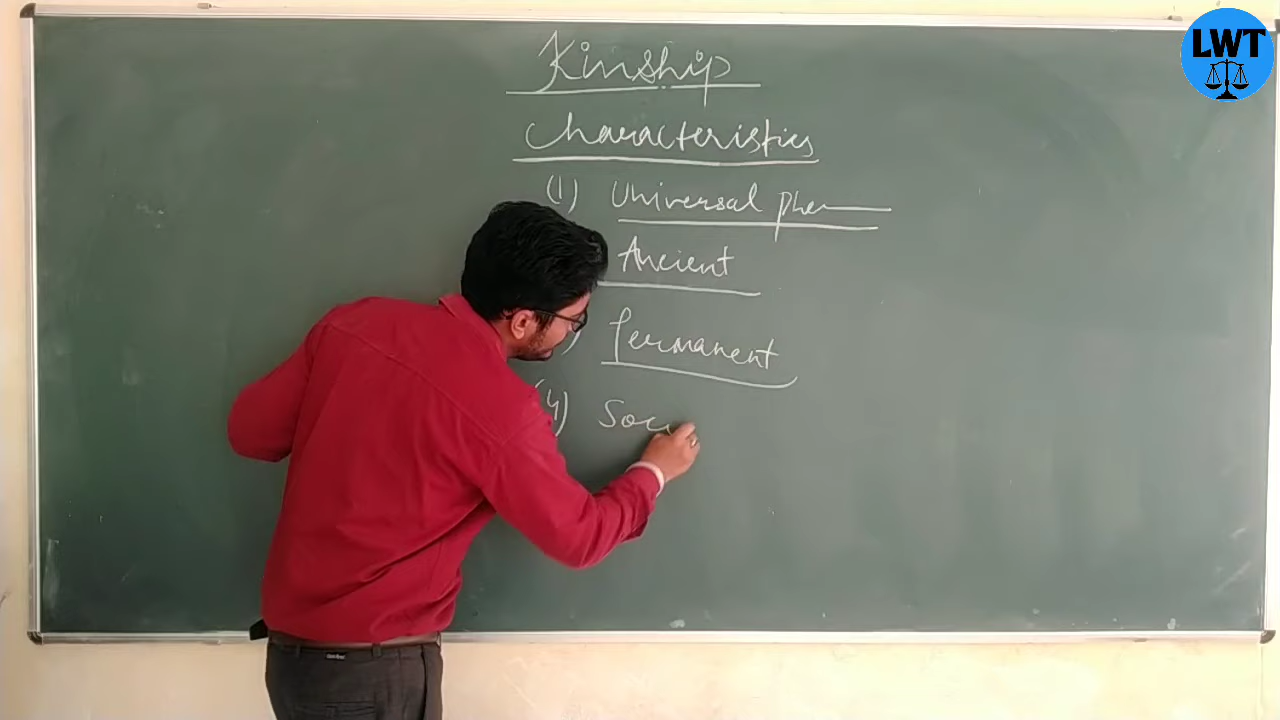 LWT
Kinship
Characteristics
(1) Universal phe
Ancient
) Permanent
(4) Soc